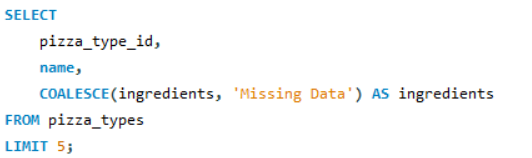 SELECT
    pizza_type_id,
    name,
    COALESCE(ingredients, 'Missing Data') AS ingredients
FROM pizza_types
LIMIT 5;